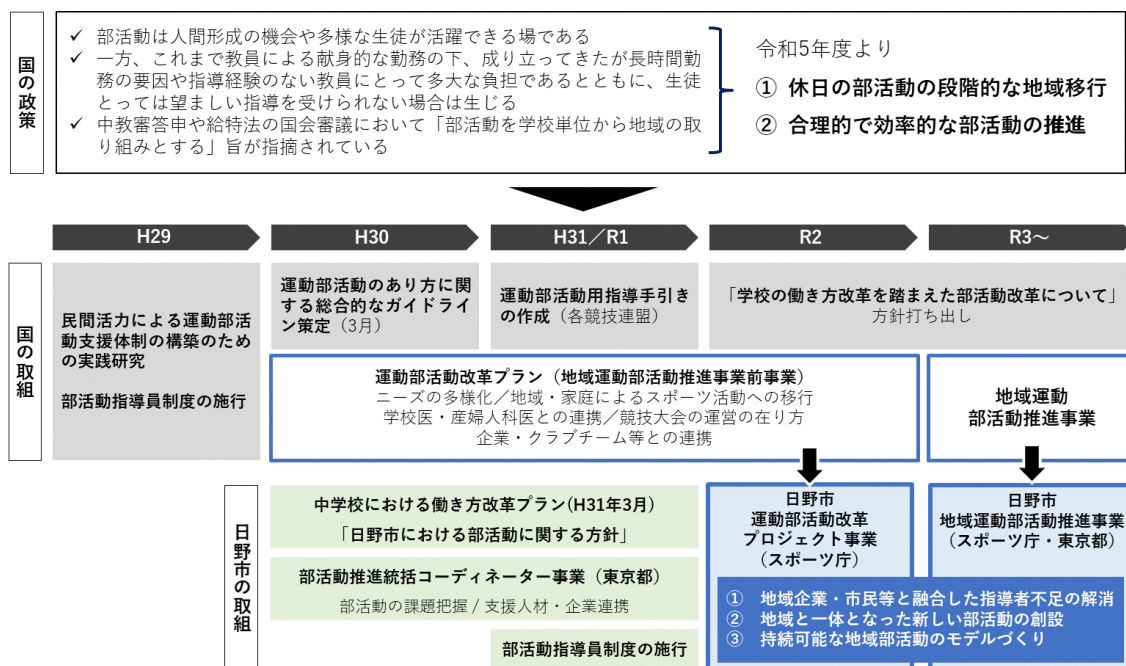 国の政策
✓ 部活動は人間形成の機会や多様な生徒が活躍できる場である
✓ 一方、これまで教員による献身的な勤務の下、成り立ってきたが長時間勤
務の要因や指導経験のない教員にとって多大な負担であるとともに、生徒
とっては望ましい指導を受けられない場合は生じる
✓ 中教審答申や給特法の国会審議において「部活動を学校単位から地域の取
り組みとする」旨が指摘されている
令和5年度より
① 休日の部活動の段階的な地域移行
② 合理的で効率的な部活動の推進
H29
H30
H31/R1
R2
R3~
国の取組
民間活力による運動部活
動支援体制の構築のため
の実践研究
部活動指導員制度の施行
運動部活動のあり方に関
する総合的なガイドライ
ン策定(3月)
運動部活動用指導手引き
の作成(各競技連盟)
「学校の働き方改革を踏まえた部活動改革について」
方針打ち出し
運動部活動改革プラン(地域運動部活動推進事業前事業)
ニーズの多様化/地域・家庭によるスポーツ活動への移行
学校医・産婦人科医との連携/競技大会の運営の在り方
企業・クラブチーム等との連携
地域運動
部活動推進事業
日野市の取組
中学校における働き方改革プラン(H31年3月)
「日野市における部活動に関する方針」
部活動推進統括コーディネーター事業(東京都)
部活動の課題把握 / 支援人材・企業連携
部活動指導員制度の施行
日野市
運動部活動改革
プロジェクト事業
(スポーツ庁)
日野市
地域運動部活動推進事業
(スポーツ庁・東京都)
① 地域企業・市民等と融合した指導者不足の解消
② 地域と一体となった新しい部活動の創設
③ 持続可能な地域部活動のモデルづくり